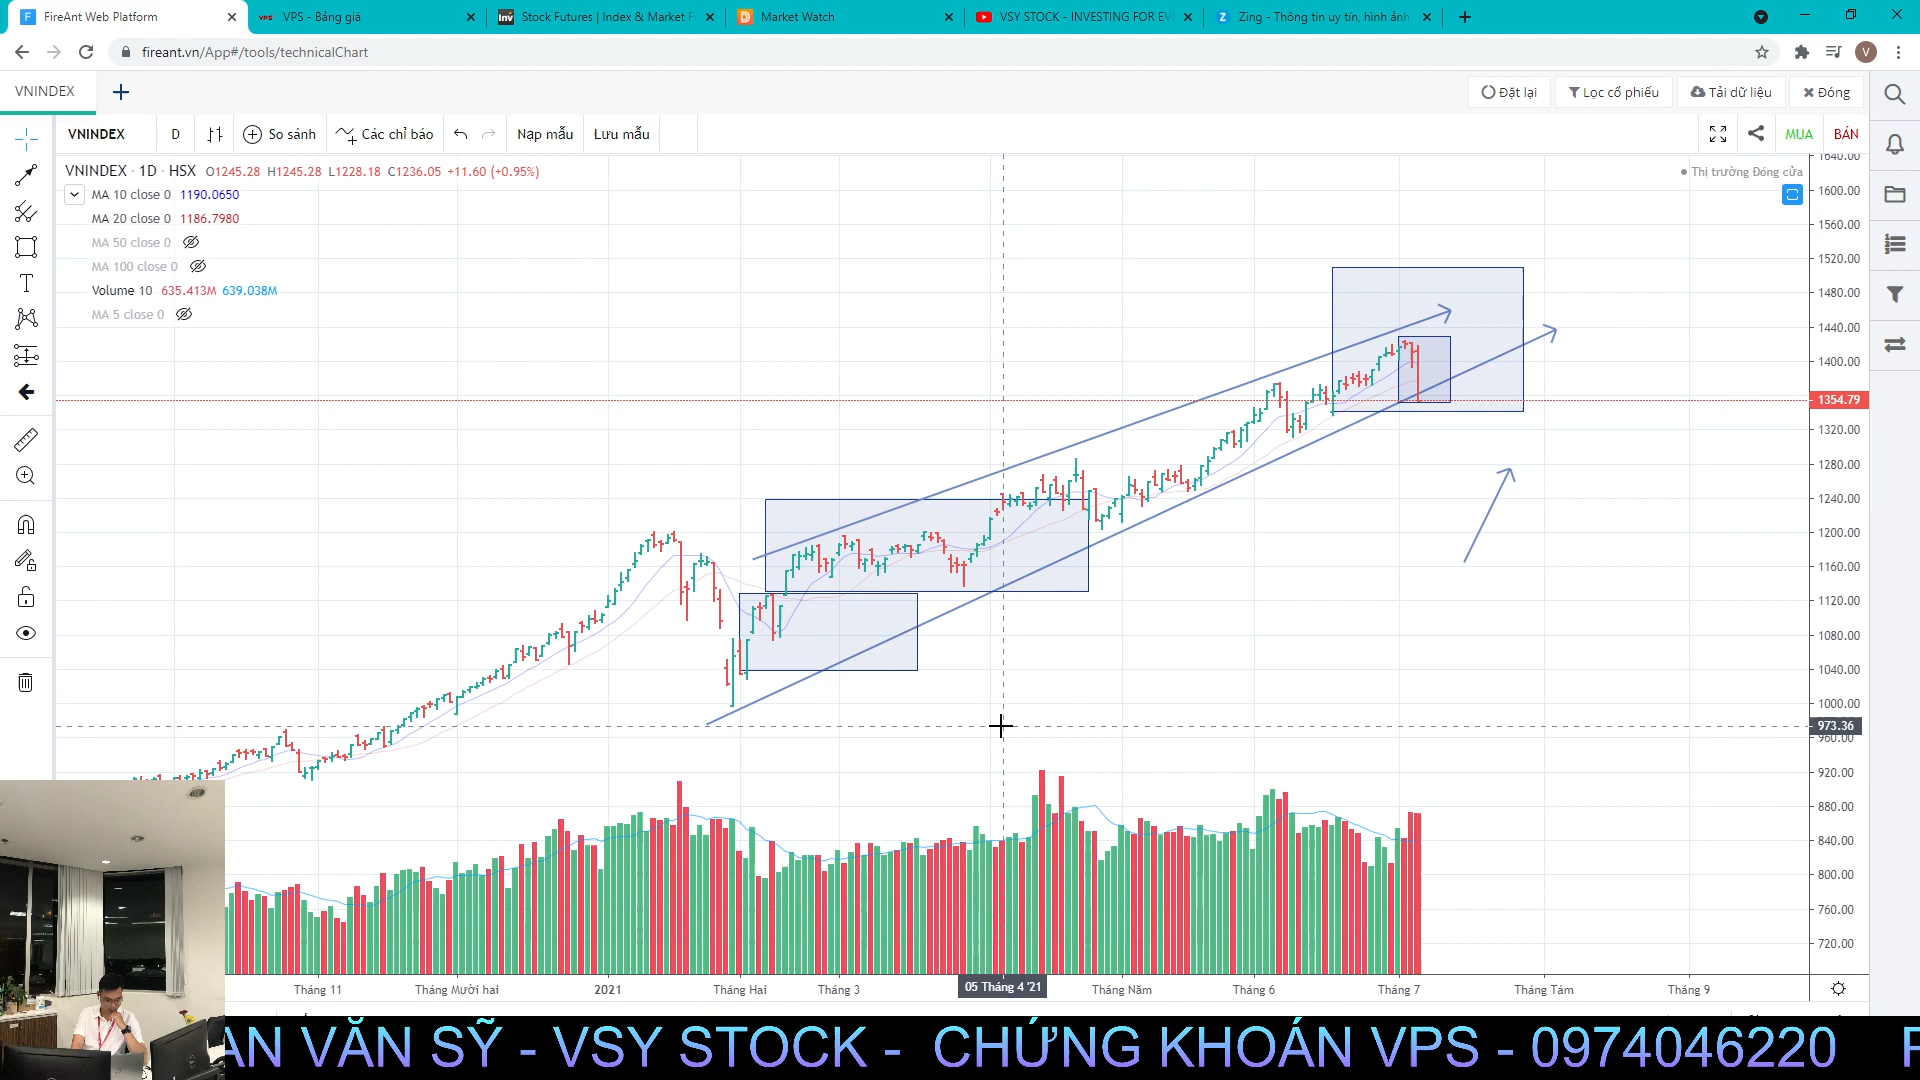 FireAnt Web Platform
VPS - Bảng giá
Stock Futures | Index & Market F
Market Watch
VSY STOCK - INVESTING FOR EV
Zing - Thông tin uy tín, hình ảnh
fireant.vn/App#/tools/technicalChart
VNINDEX
Đặt lại
Lọc cổ phiếu
Tải dữ liệu
Đóng
VNINDEX D So sánh Các chỉ báo Nạp mẫu Lưu mẫu MUA BÁN
VNINDEX · 1D · HSX O1245.28 H1245.28 L1228.18 C1236.05 +11.60 (+0.95%)
Thị trường Đóng cửa
MA 10 close 0 1190.0650
MA 20 close 0 1186.7980
MA 50 close 0
MA 100 close 0
Volume 10 635.413M 639.038M
MA 5 close 0
1640.00
1600.00
1560.00
1520.00
1480.00
1440.00
1400.00
1354.79
1320.00
1280.00
1240.00
1200.00
1160.00
1120.00
1080.00
1040.00
1000.00
973.36
960.00
920.00
880.00
840.00
800.00
760.00
720.00
Tháng 11 Tháng Mười hai 2021 Tháng Hai Tháng 3 05 Tháng 4 '21 Tháng Năm Tháng 6 Tháng 7 Tháng Tám Tháng 9
AN VĂN SỸ - VSY STOCK - CHỨNG KHOÁN VPS - 0974046220